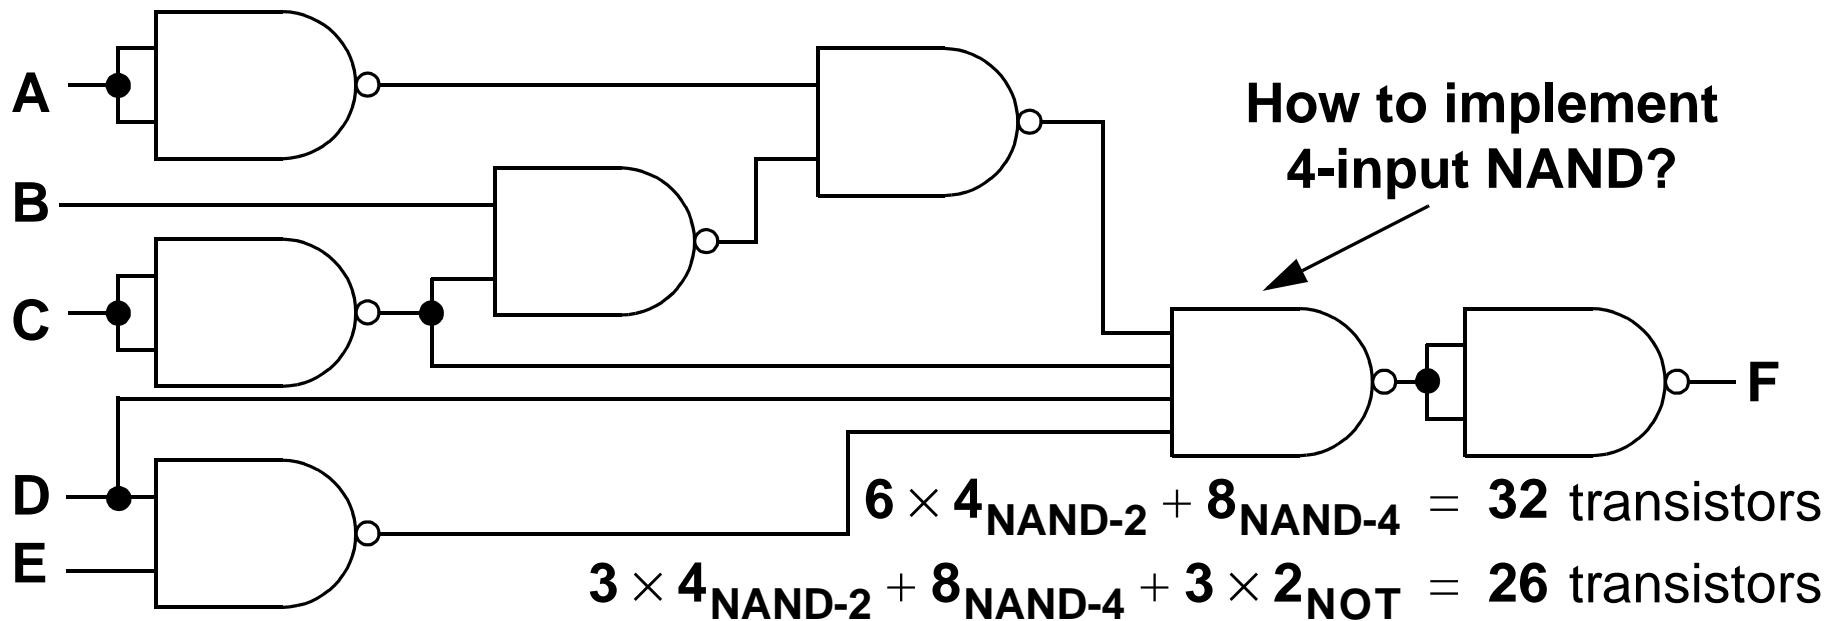 A
How to implement
4-input NAND?
B
C
F
D
6 × 4NAND-2 + 8NAND-4 = 32 transistors
E
3 × 4NAND-2 + 8NAND-4 + 3 × 2NOT = 26 transistors